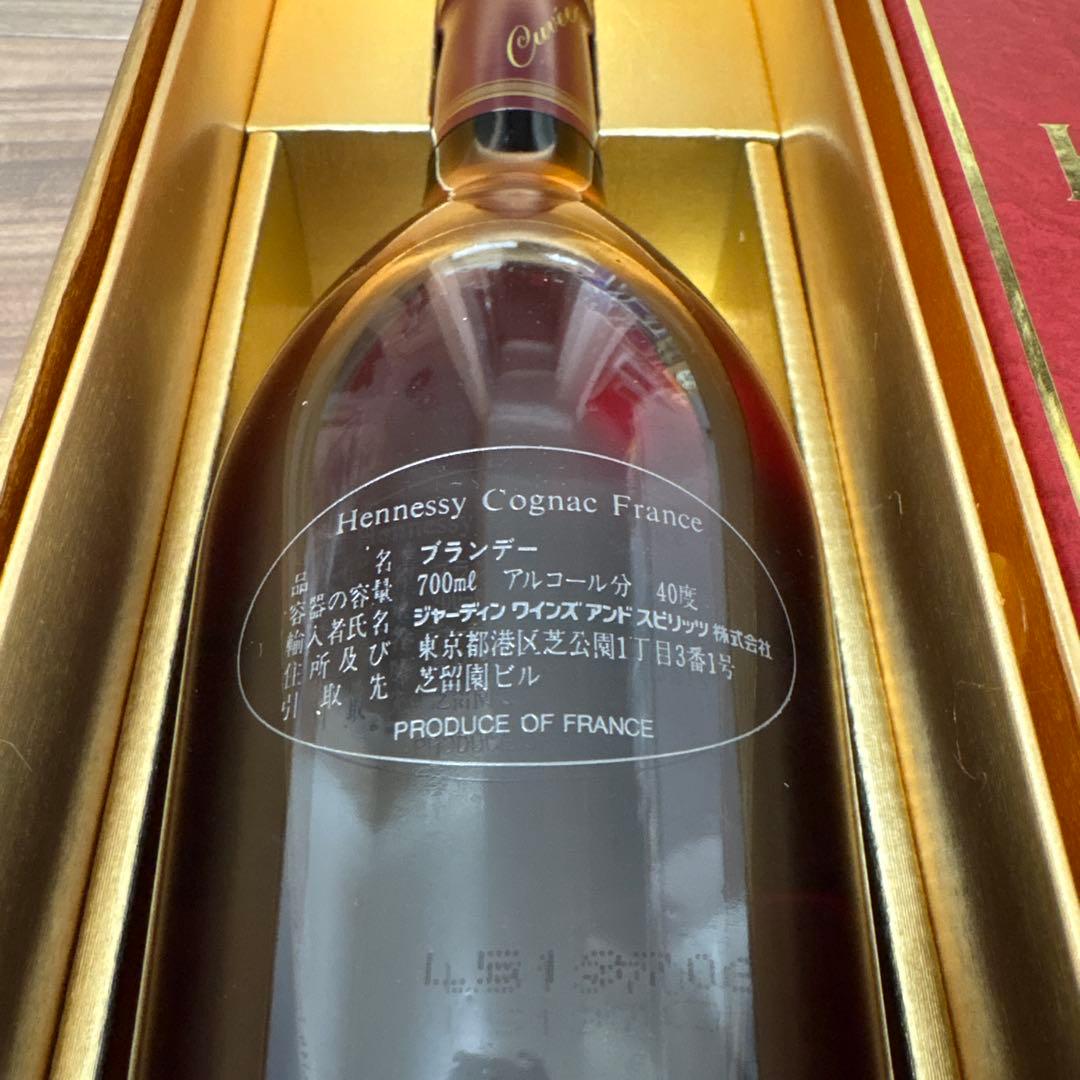 Cuvée
Hennessy Cognac France
品名 ブランデー
容器の容量 700ml アルコール分 40度
輸入者氏名 ジャーディン ワインズ アンド スピリッツ 株式会社
住所及び 東京都港区芝公園1丁目3番1号
引取先 芝留園ビル
PRODUCE OF FRANCE